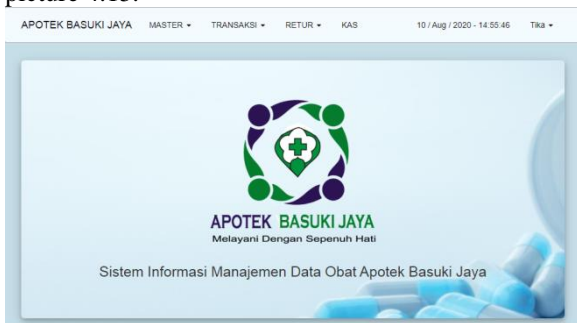 picture 4.15.
APOTEK BASUKI JAYA MASTER TRANSAKSI RETUR KAS 10 / Aug / 2020 - 14:55:46 Tika
APOTEK BASUKI JAYA
Melayani Dengan Sepenuh Hati
Sistem Informasi Manajemen Data Obat Apotek Basuki Jaya